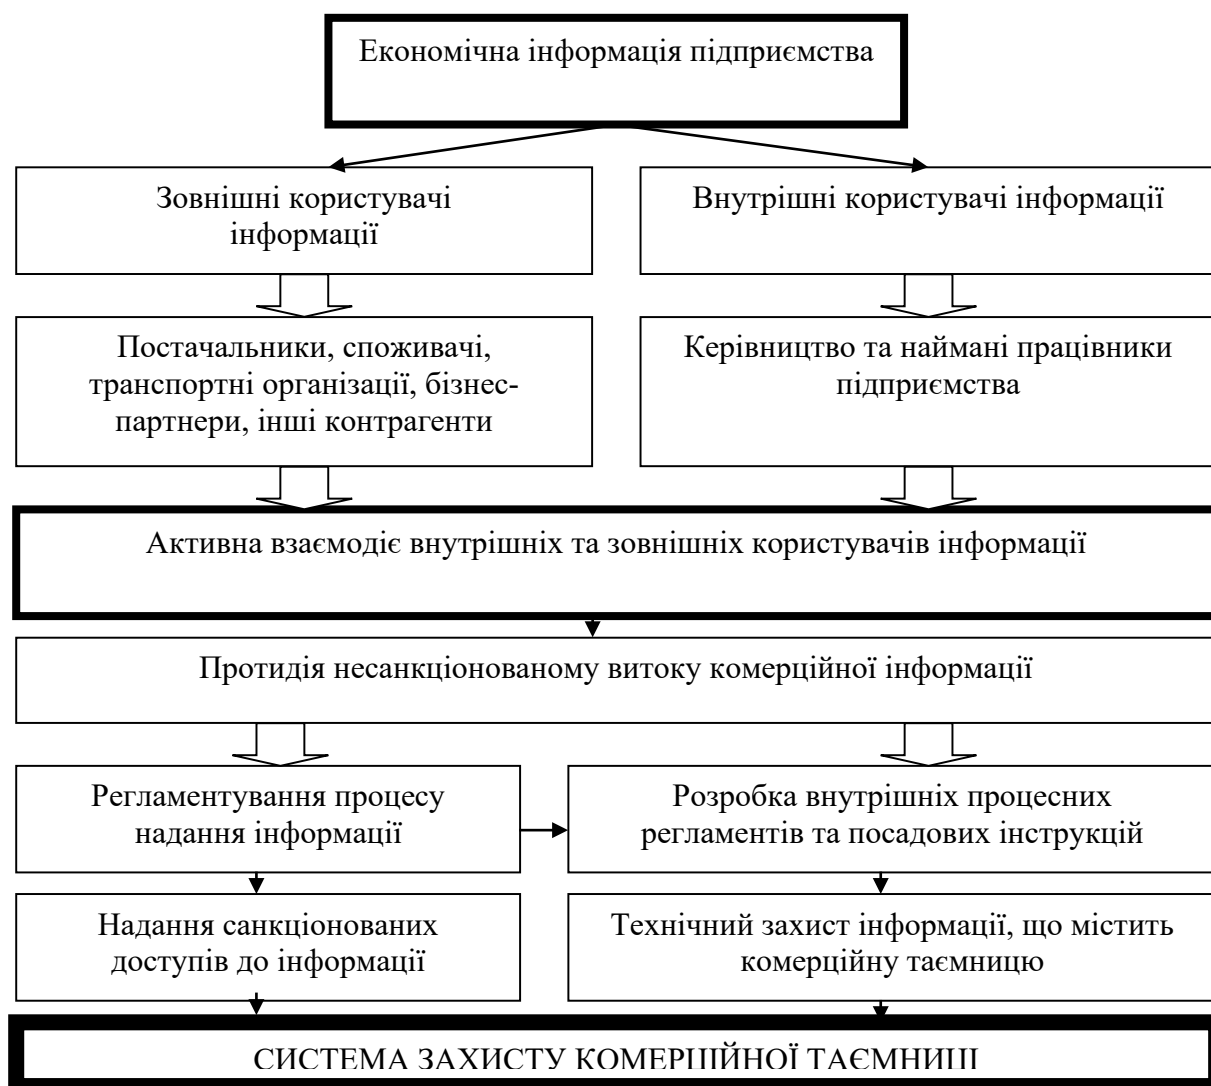 Економічна інформація підприємства
Зовнішні користувачі
інформації
Внутрішні користувачі інформації
Постачальники, споживачі,
транспортні організації, бізнес-
партнери, інші контрагенти
Керівництво та наймані працівники
підприємства
Активна взаємодіє внутрішніх та зовнішніх користувачів інформації
Протидія несанкціонованому витоку комерційної інформації
Регламентування процесу
надання інформації
Розробка внутрішніх процесних
регламентів та посадових інструкцій
Надання санкціонованих
доступів до інформації
Технічний захист інформації, що містить
комерційну таємницю
СИСТЕМА ЗАХИСТУ КОМЕРЦІЙНОЇ ТАЄМНИЦІ